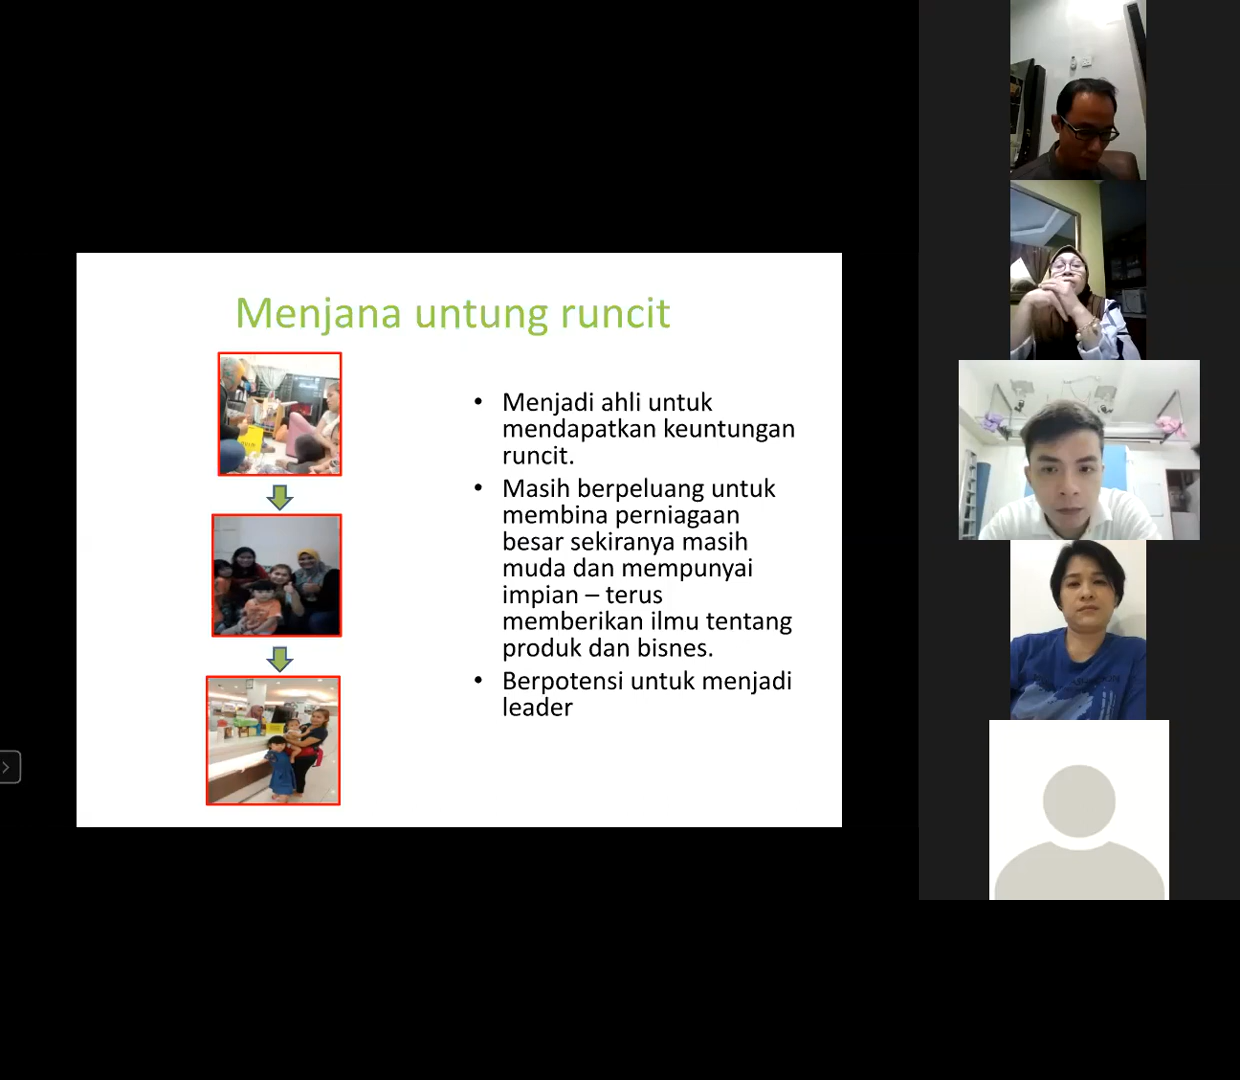 Menjana untung runcit
• Menjadi ahli untuk
mendapatkan keuntungan
runcit.
• Masih berpeluang untuk
membina perniagaan
besar sekiranya masih
muda dan mempunyai
impian – terus
memberikan ilmu tentang
produk dan bisnes.
• Berpotensi untuk menjadi
leader